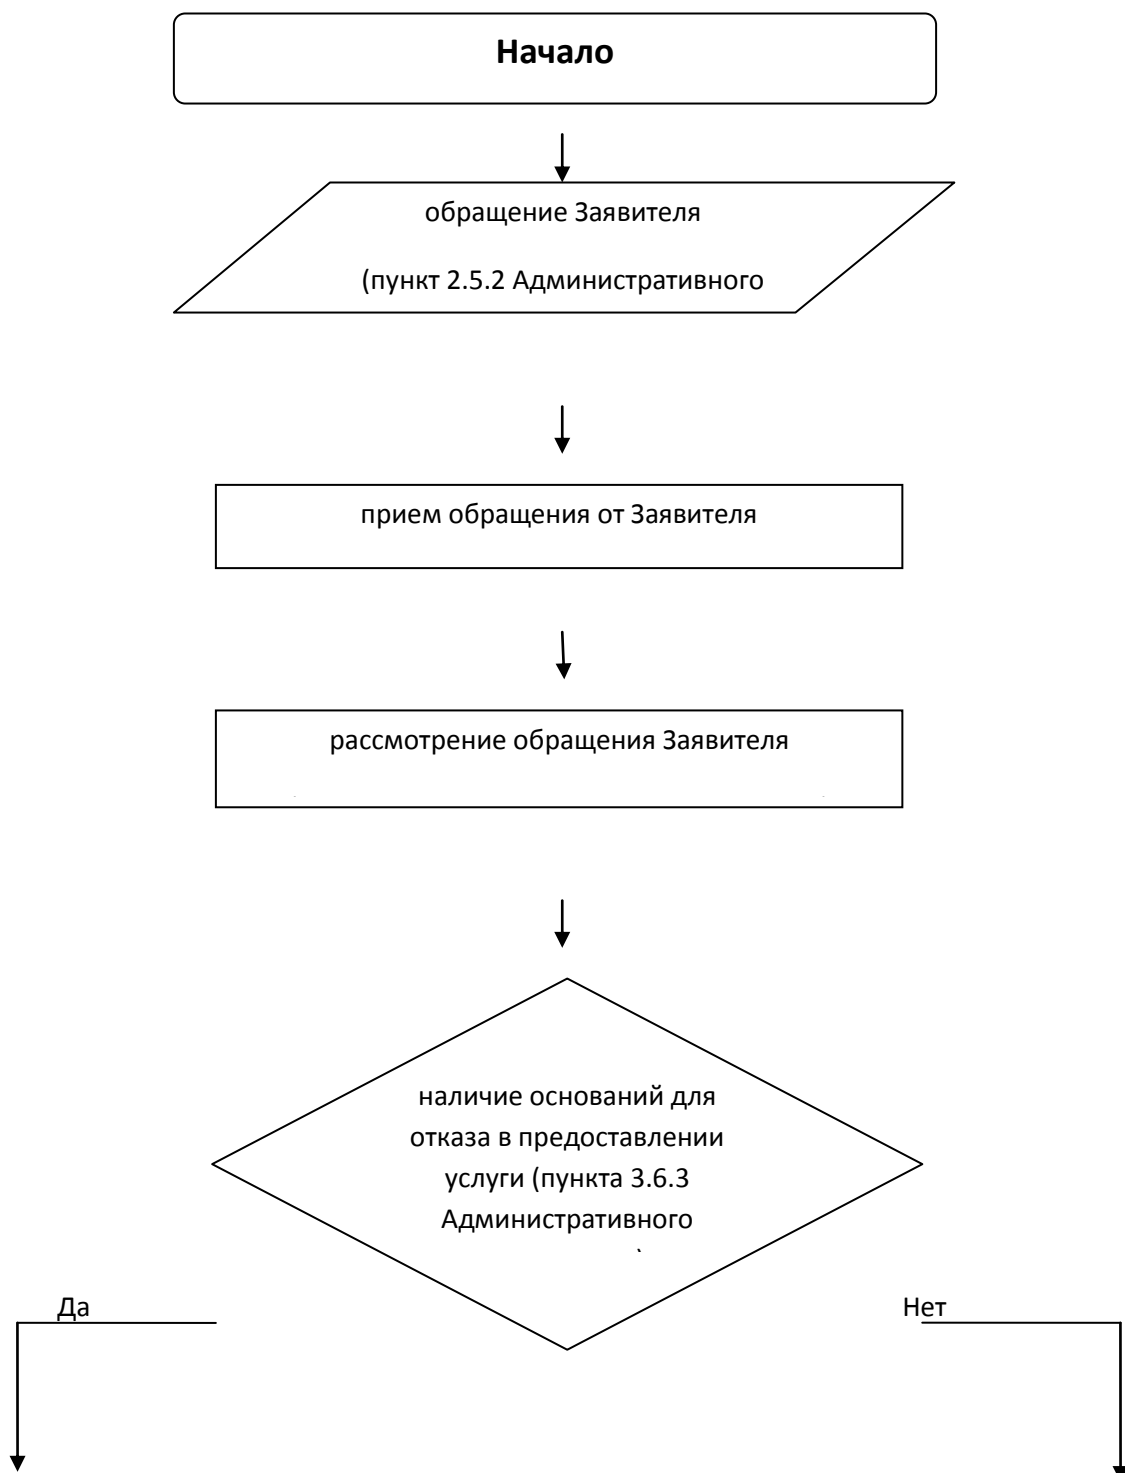 Начало
обращение Заявителя
(пункт 2.5.2 Административного
прием обращения от Заявителя
рассмотрение обращения Заявителя
наличие оснований для
отказа в предоставлении
услуги (пункта 3.6.3
Административного
Да
Нет